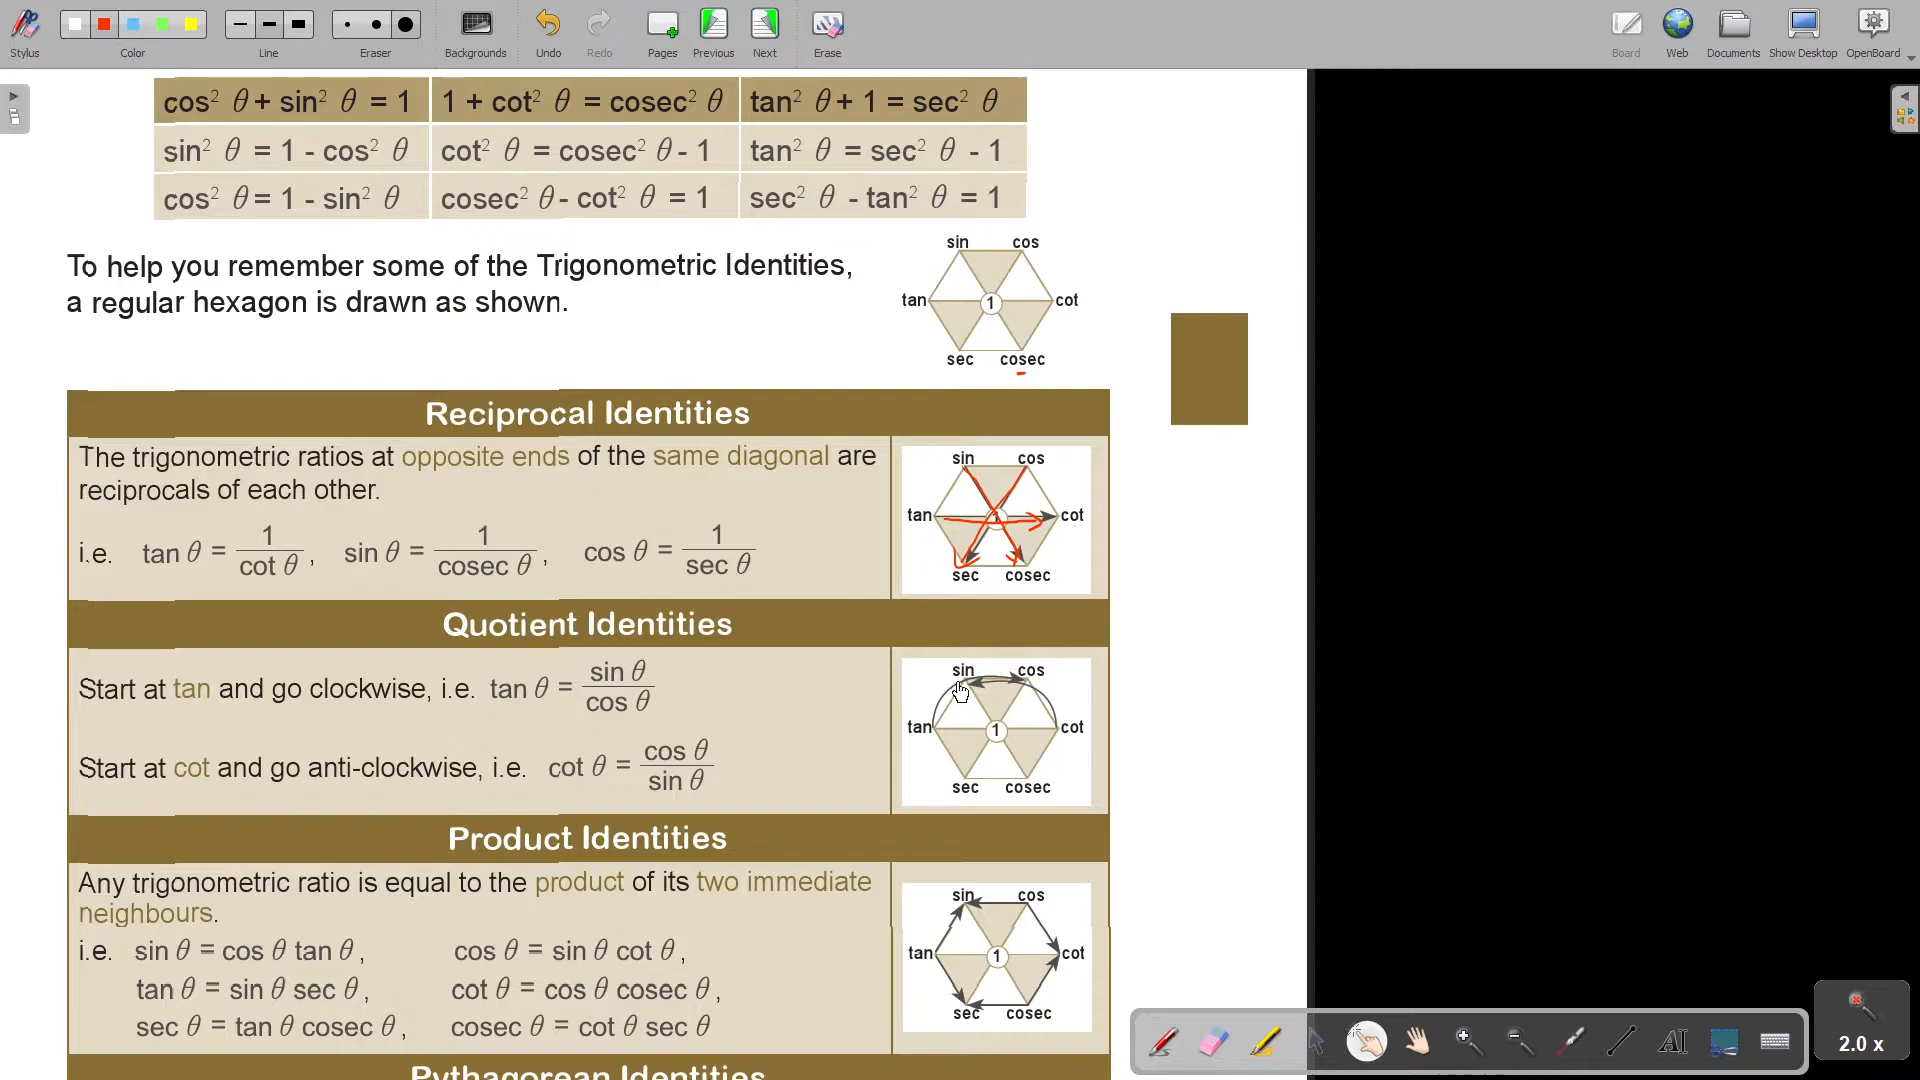 Stylus Color Line Eraser Backgrounds Undo Redo Pages Previous Next Erase Board Web Documents Show Desktop OpenBoard
cos² θ + sin² θ = 1 1 + cot² θ = cosec² θ tan² θ + 1 = sec² θ
sin² θ = 1 - cos² θ cot² θ = cosec² θ - 1 tan² θ = sec² θ - 1
cos² θ = 1 - sin² θ cosec² θ - cot² θ = 1 sec² θ - tan² θ = 1
To help you remember some of the Trigonometric Identities,
a regular hexagon is drawn as shown.
sin cos
tan 1 cot
sec cosec
Reciprocal Identities
The trigonometric ratios at opposite ends of the same diagonal are
reciprocals of each other.
i.e. tan θ = 1/cot θ, sin θ = 1/cosec θ, cos θ = 1/sec θ
sin cos
tan 1 cot
sec cosec
Quotient Identities
Start at tan and go clockwise, i.e. tan θ = sin θ/cos θ
Start at cot and go anti-clockwise, i.e. cot θ = cos θ/sin θ
sin cos
tan 1 cot
sec cosec
Product Identities
Any trigonometric ratio is equal to the product of its two immediate
neighbours.
i.e. sin θ = cos θ tan θ, cos θ = sin θ cot θ,
tan θ = sin θ sec θ, cot θ = cos θ cosec θ,
sec θ = tan θ cosec θ, cosec θ = cot θ sec θ
sin cos
tan 1 cot
sec cosec
Pythagorean Identities
2.0 x